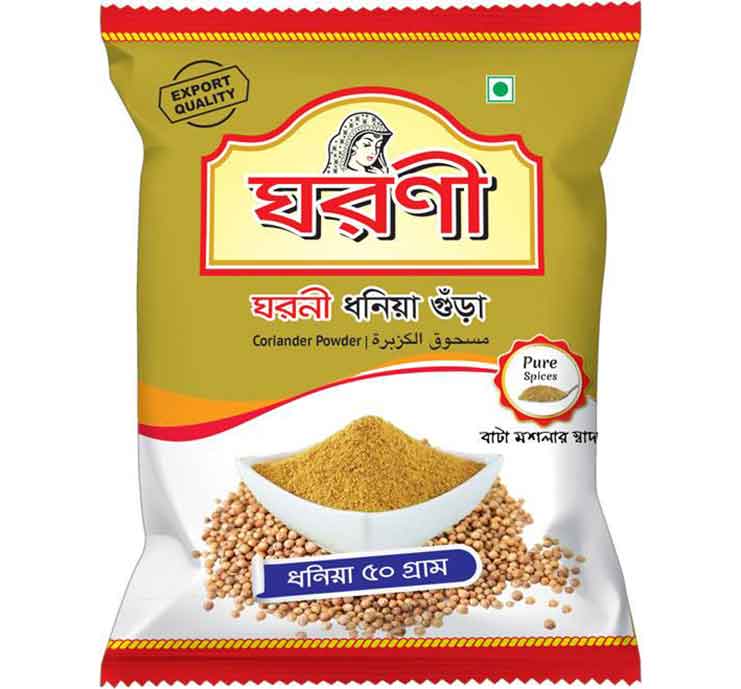 EXPORT
QUALITY
ঘরণী
ঘরনী ধনিয়া গুঁড়া
Coriander Powder | مسحوق الكزبرة
Pure
Spices
বাটা মশলার স্বাদ
ধনিয়া ৫০ গ্রাম